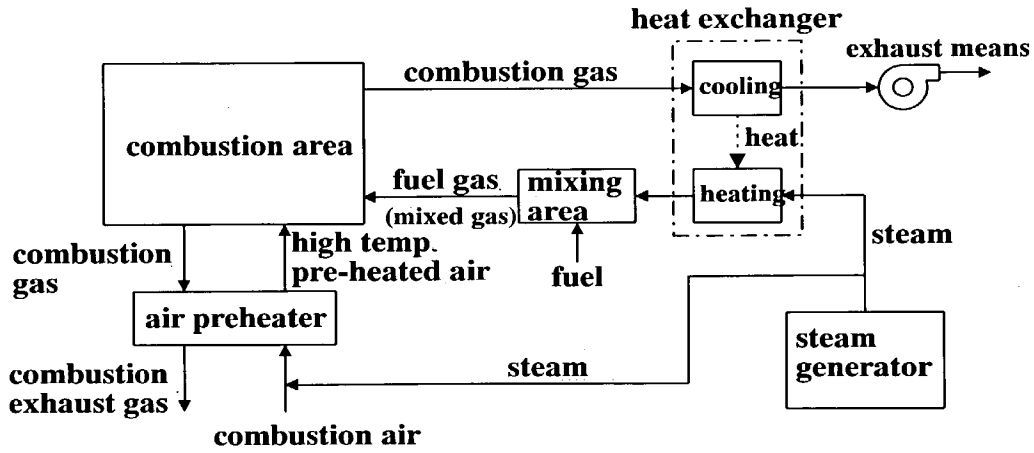 heat exchanger
exhaust means
combustion gas
cooling
combustion area
heat
fuel gas
(mixed gas)
mixing
area
heating
combustion
gas
high temp.
pre-heated air
fuel
steam
air preheater
steam
generator
combustion
exhaust gas
steam
combustion air